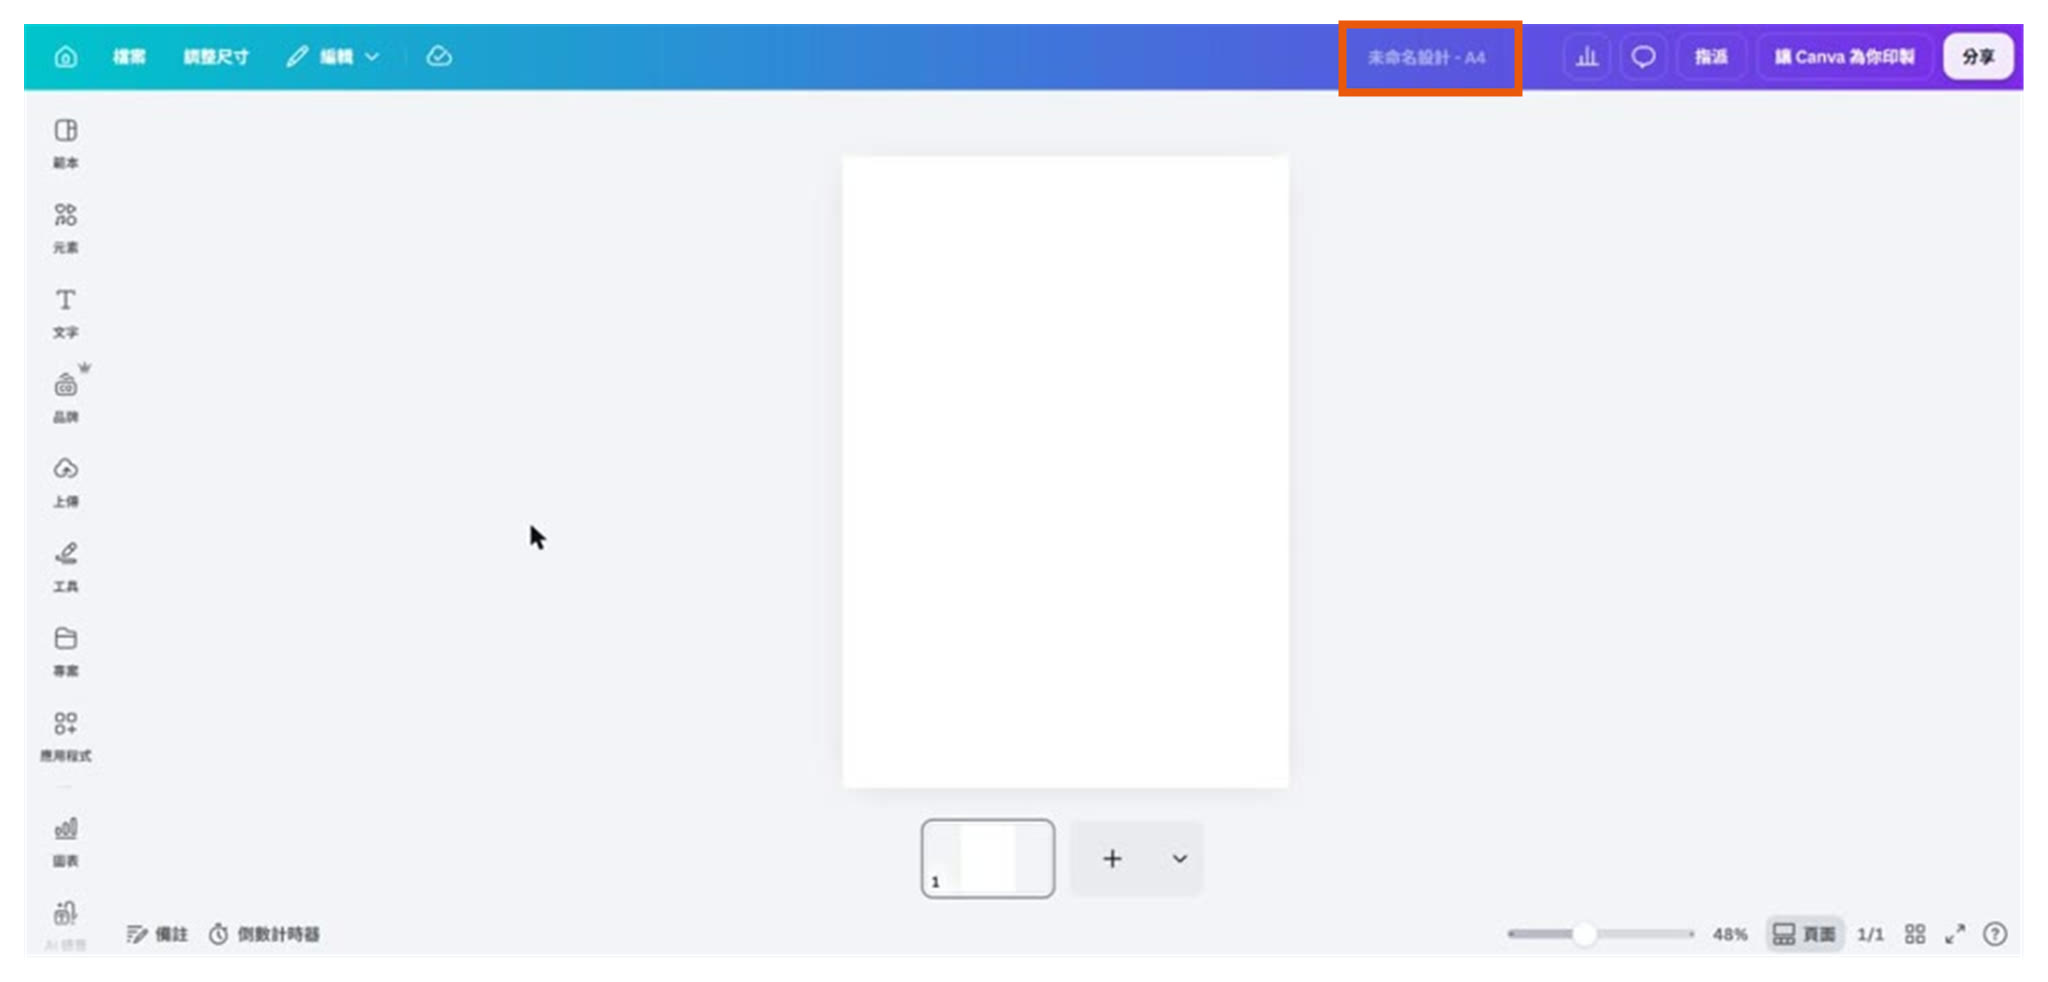 檔案 調整尺寸 編輯 未命名設計 - A4 指派 讓 Canva 為你印製 分享
範本
元素
文字
品牌
上傳
工具
專案
應用程式
圖表
1
備註 倒數計時器 48% 頁面 1/1